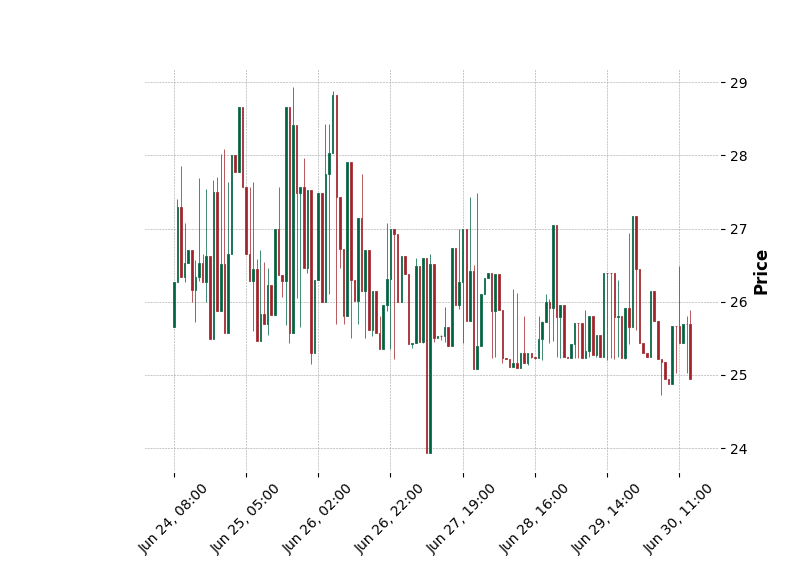 29
28
27
26
25
24
Price
Jun 24, 08:00
Jun 25, 05:00
Jun 26, 02:00
Jun 26, 22:00
Jun 27, 19:00
Jun 28, 16:00
Jun 29, 14:00
Jun 30, 11:00